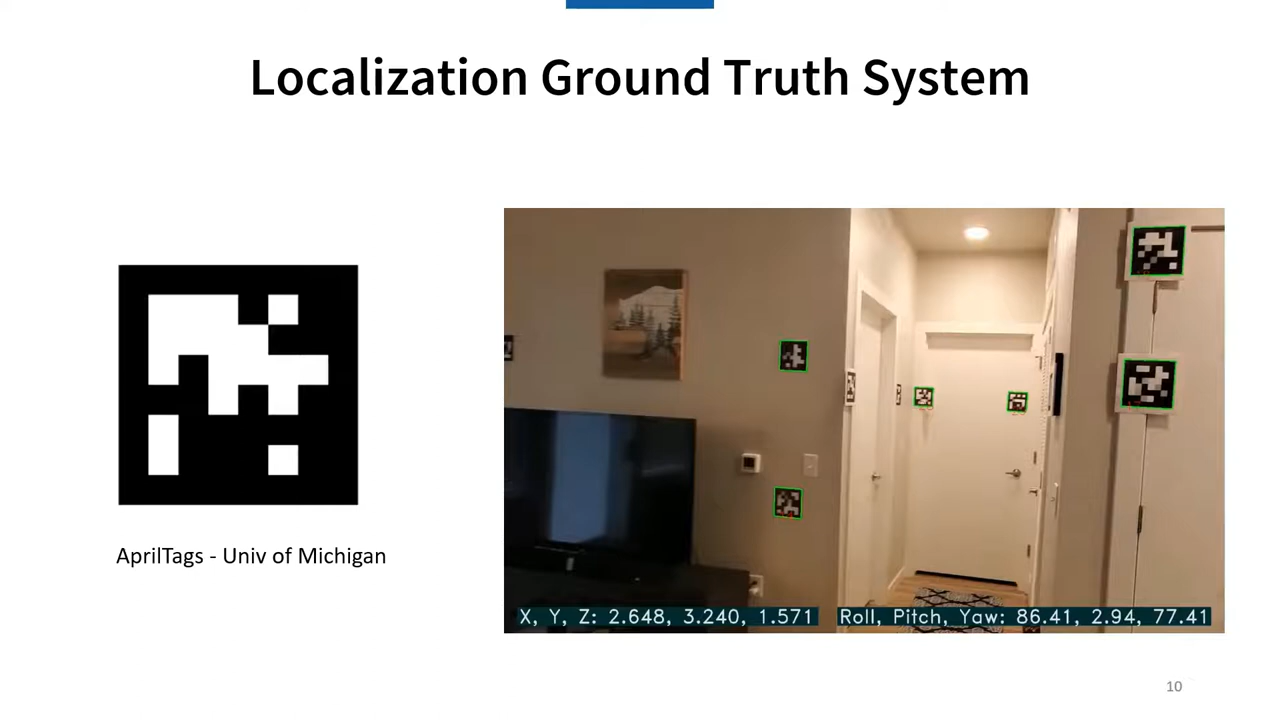 Localization Ground Truth System
AprilTags - Univ of Michigan
X, Y, Z: 2.648, 3.240, 1.571
Roll, Pitch, Yaw: 86.41, 2.94, 77.41
10